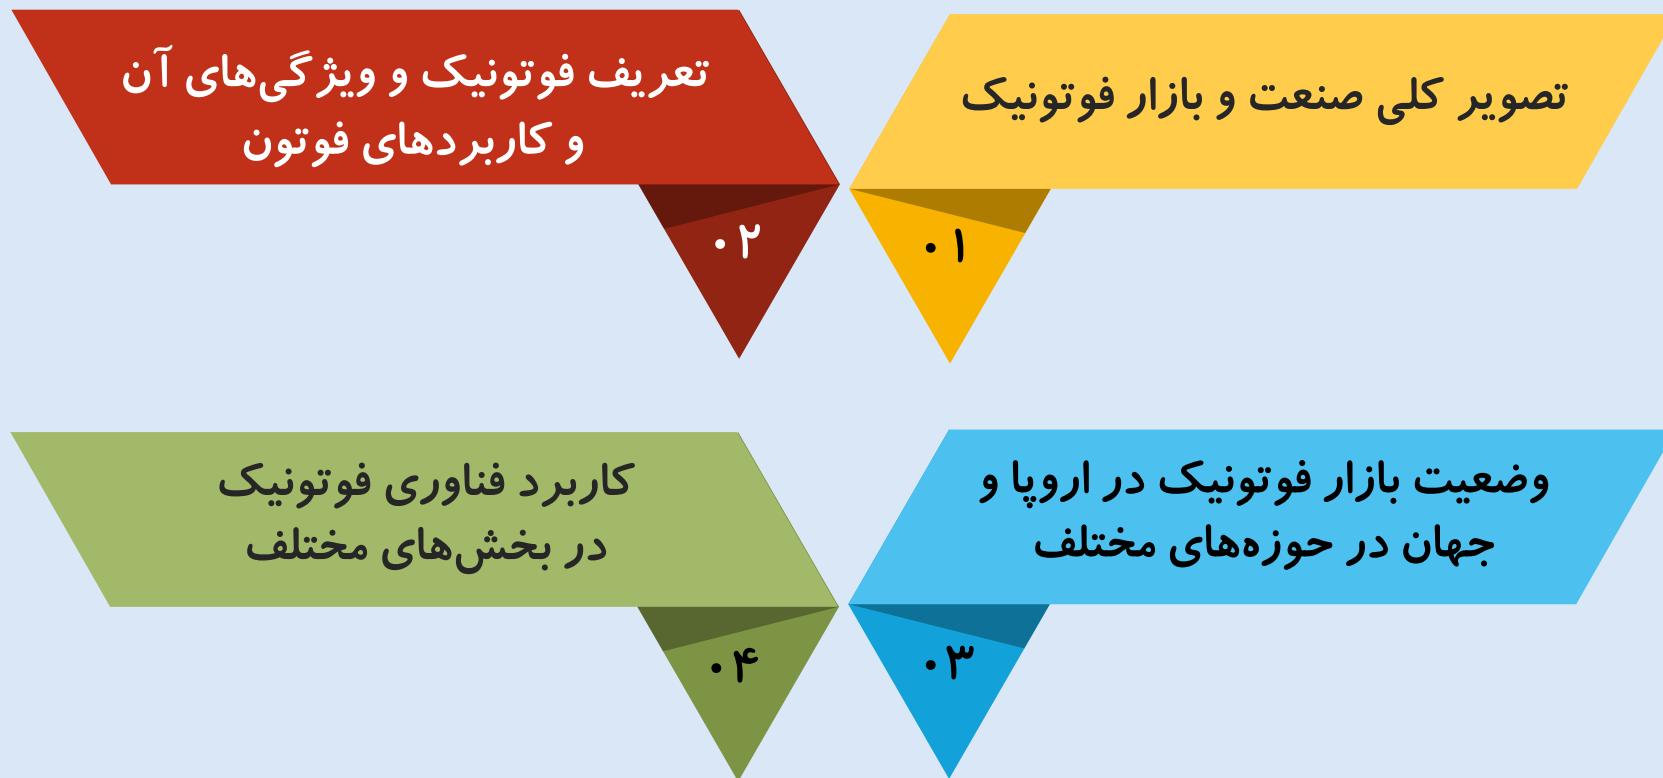 تصویر کلی صنعت و بازار فوتونیک
۰۱
تعریف فوتونیک و ویژگی‌های آن
و کاربردهای فوتون
۰۲
وضعیت بازار فوتونیک در اروپا و
جهان در حوزه‌های مختلف
۰۳
کاربرد فناوری فوتونیک
در بخش‌های مختلف
۰۴